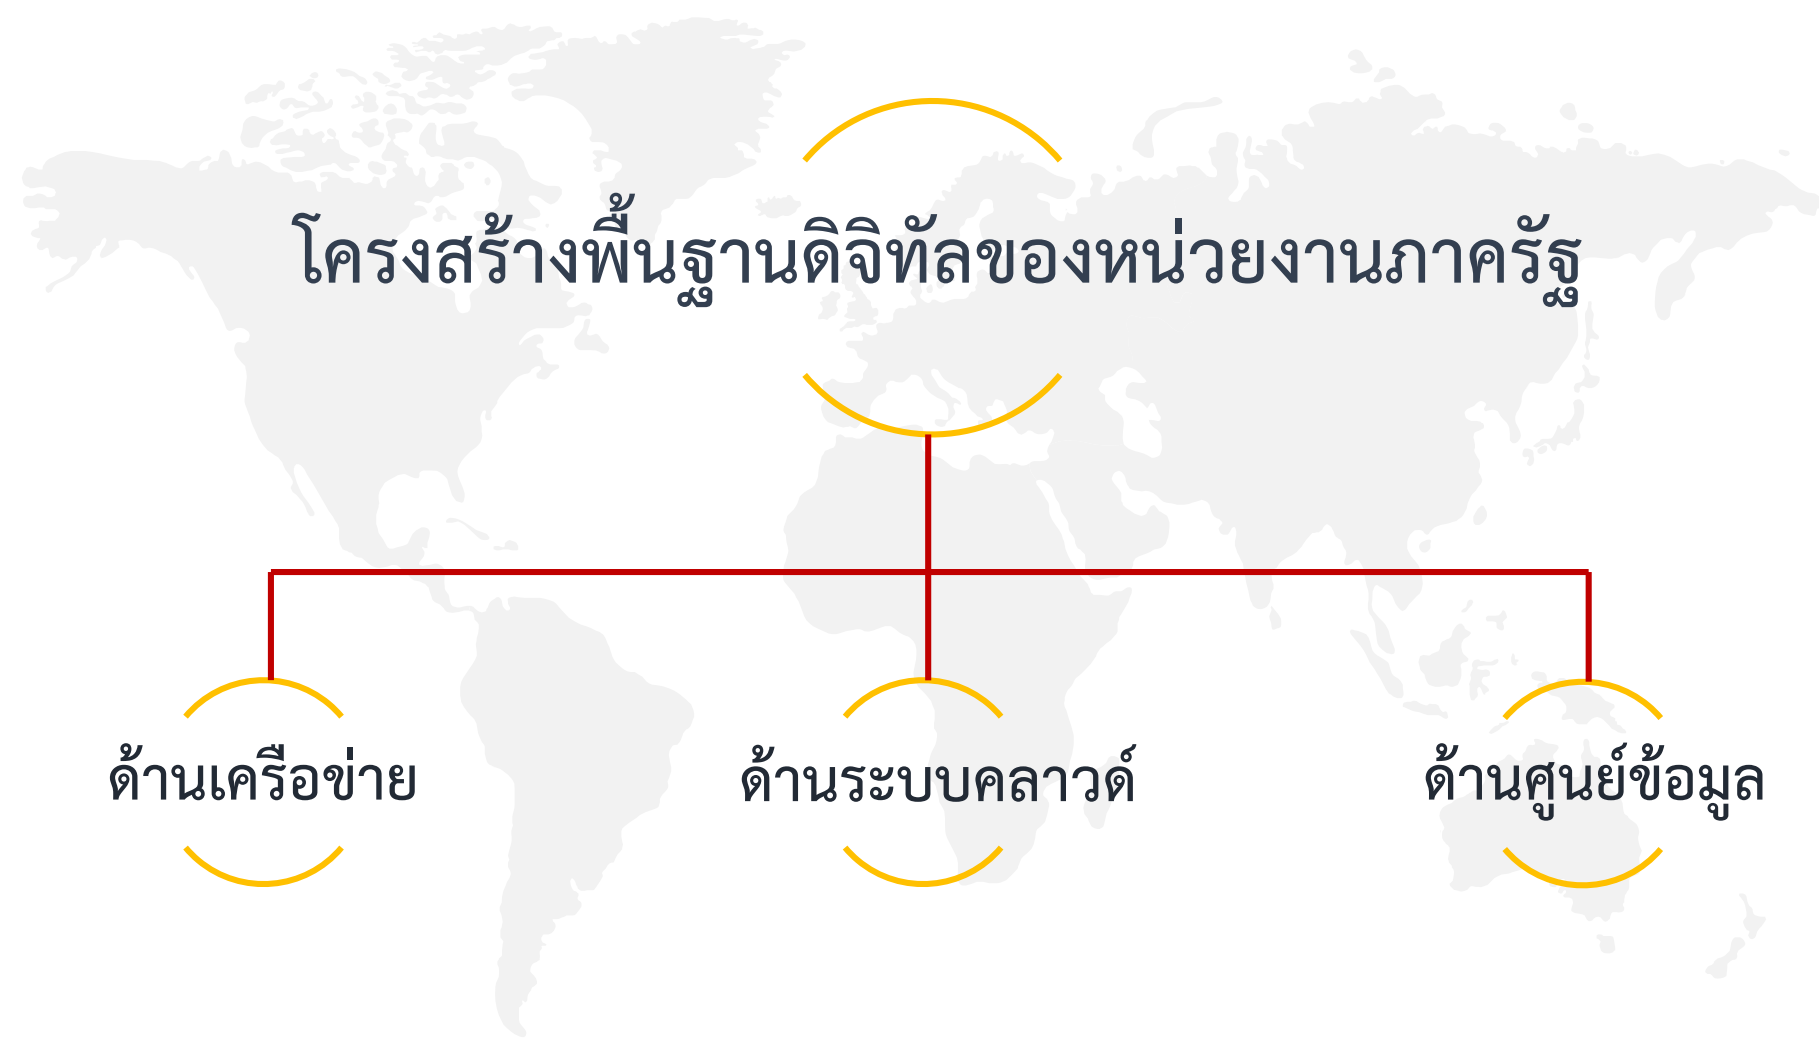 โครงสร้างพื้นฐานดิจิทัลของหน่วยงานภาครัฐ
ด้านเครือข่าย
ด้านระบบคลาวด์
ด้านศูนย์ข้อมูล